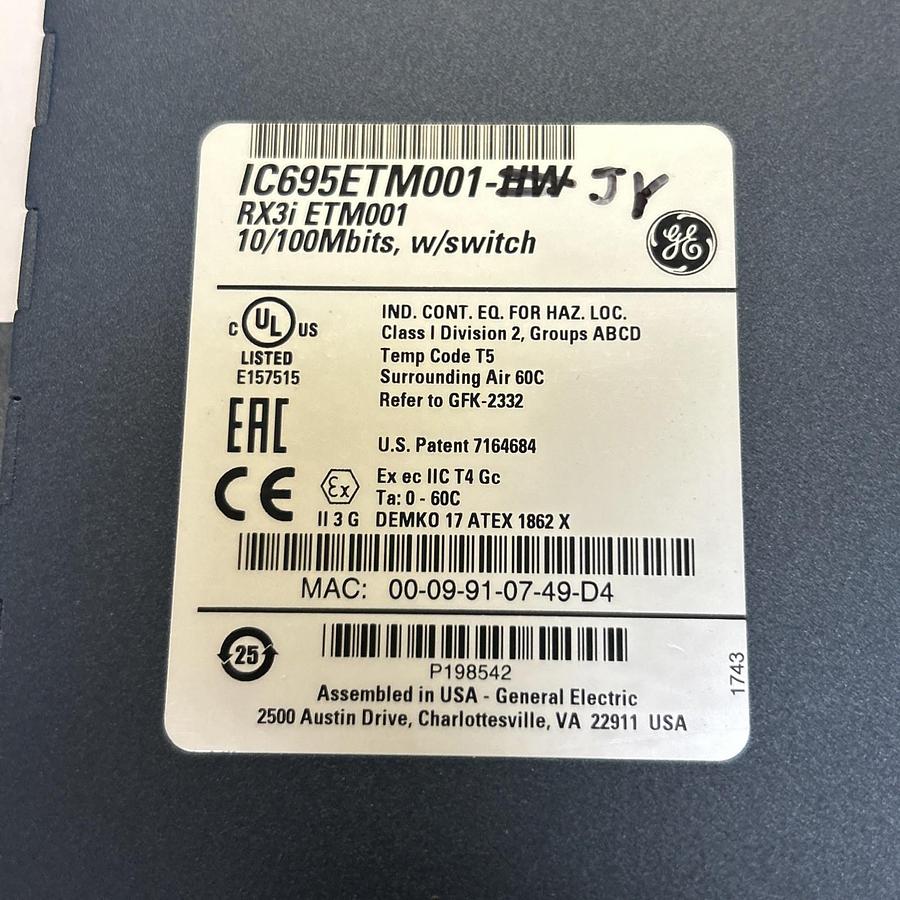 IC695ETM001-HW JY
RX3i ETM001
10/100Mbits, w/switch
GE
C UL US
LISTED
E157515
IND. CONT. EQ. FOR HAZ. LOC.
Class I Division 2, Groups ABCD
Temp Code T5
Surrounding Air 60C
Refer to GFK-2332
EAC
U.S. Patent 7164684
CE
Ex
II 3 G
Ex ec IIC T4 Gc
Ta: 0 - 60C
DEMKO 17 ATEX 1862 X
MAC: 00-09-91-07-49-D4
25
P198542
1743
Assembled in USA - General Electric
2500 Austin Drive, Charlottesville, VA 22911 USA